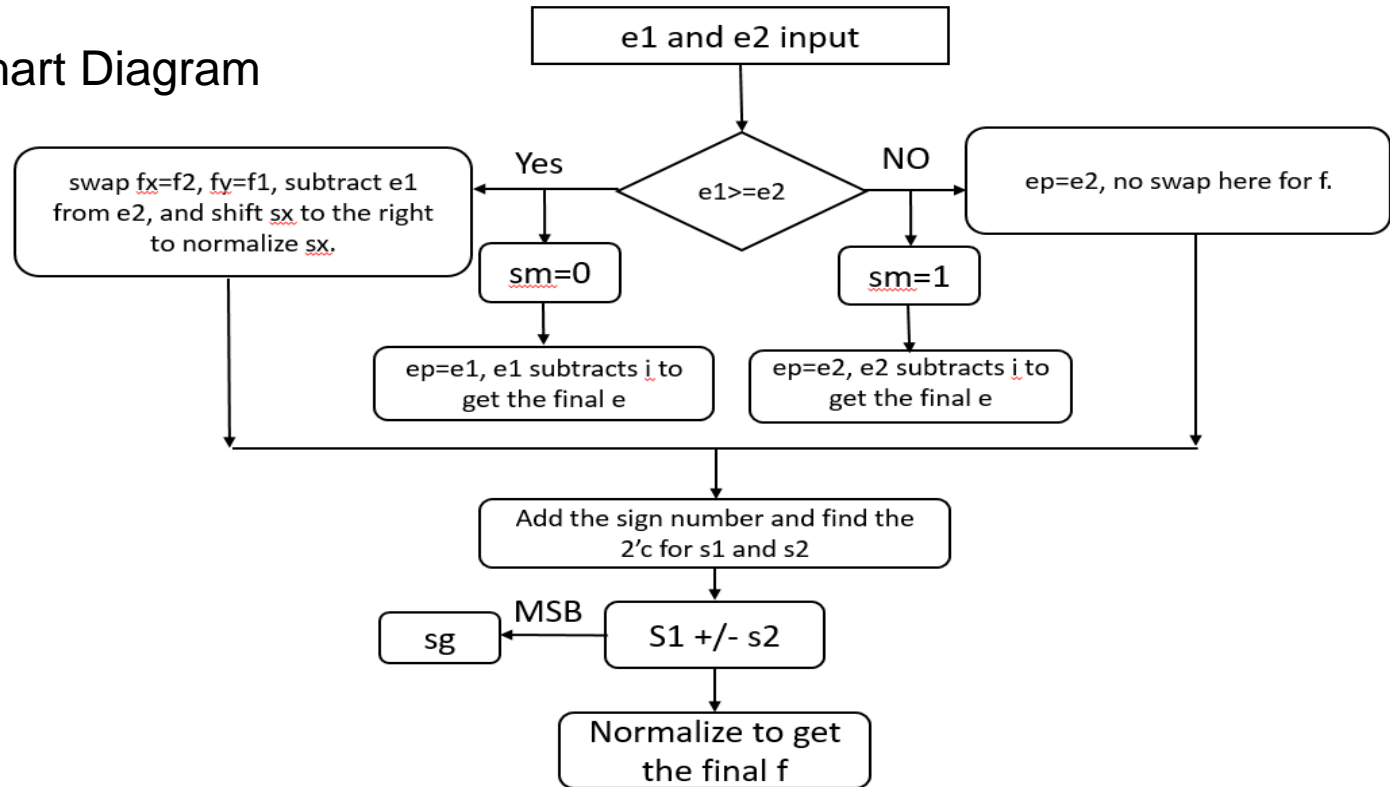 hart Diagram
e1 and e2 input
Yes
NO
e1>=e2
swap fx=f2, fy=f1, subtract e1
from e2, and shift sx to the right
to normalize sx.
ep=e2, no swap here for f.
sm=0
sm=1
ep=e1, e1 subtracts i to
get the final e
ep=e2, e2 subtracts i to
get the final e
Add the sign number and find the
2’c for s1 and s2
MSB
sg
S1 +/- s2
Normalize to get
the final f